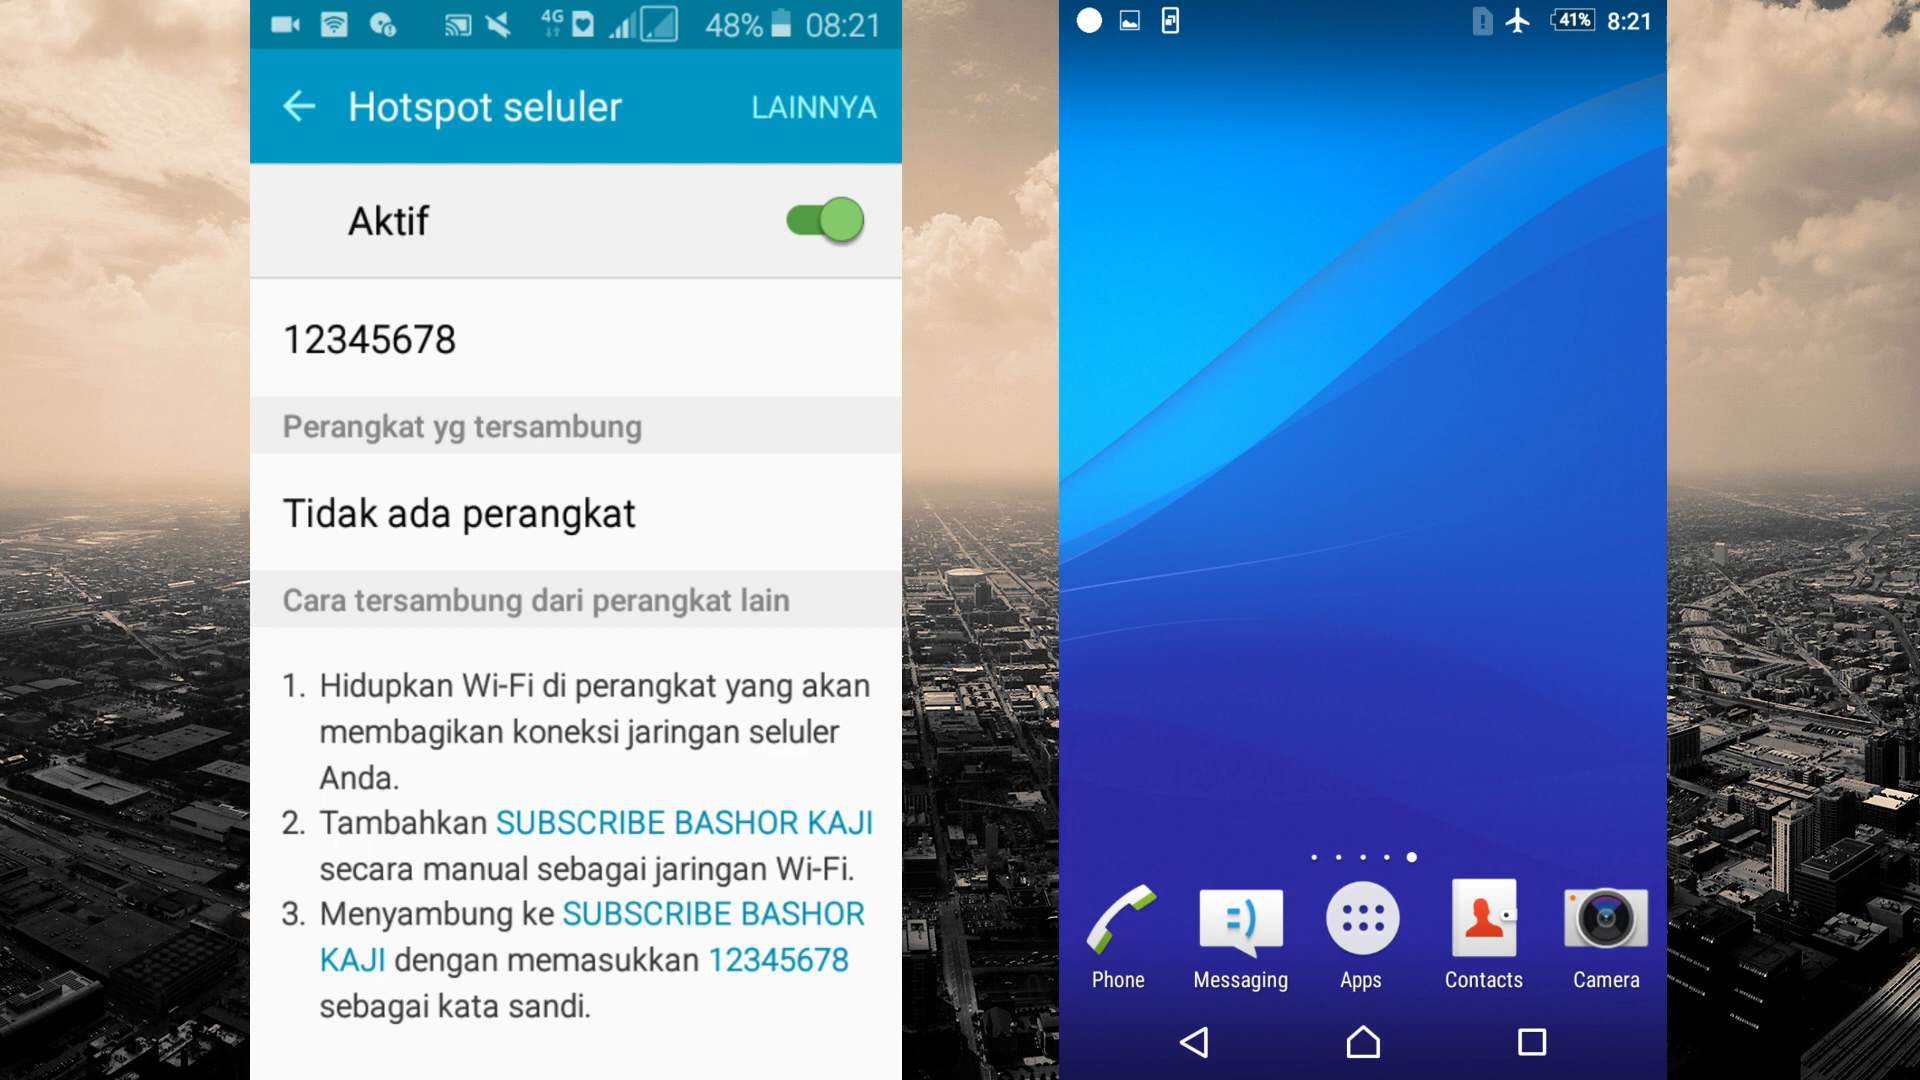 4G 48% 08:21
Hotspot seluler LAINNYA
Aktif
12345678
Perangkat yg tersambung
Tidak ada perangkat
Cara tersambung dari perangkat lain
1. Hidupkan Wi-Fi di perangkat yang akan
membagikan koneksi jaringan seluler
Anda.
2. Tambahkan SUBSCRIBE BASHOR KAJI
secara manual sebagai jaringan Wi-Fi.
3. Menyambung ke SUBSCRIBE BASHOR
KAJI dengan memasukkan 12345678
sebagai kata sandi.
41% 8:21
Phone Messaging Apps Contacts Camera